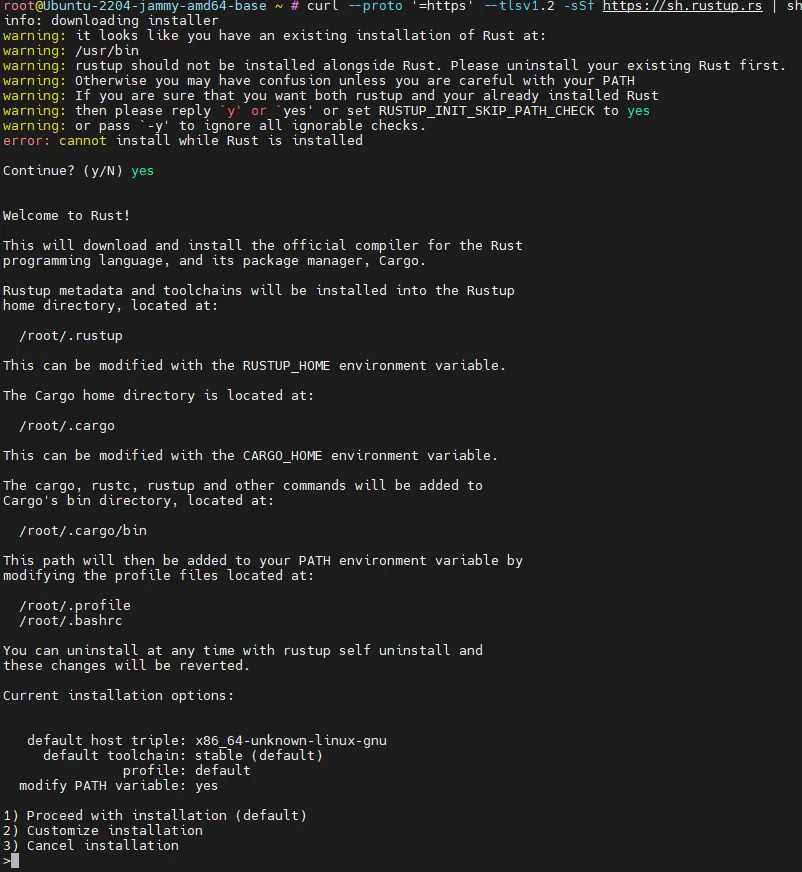 root@Ubuntu-2204-jammy-amd64-base ~ # curl --proto '=https' --tlsv1.2 -sSf https://sh.rustup.rs | sh
info: downloading installer
warning: it looks like you have an existing installation of Rust at:
warning: /usr/bin
warning: rustup should not be installed alongside Rust. Please uninstall your existing Rust first.
warning: Otherwise you may have confusion unless you are careful with your PATH
warning: If you are sure that you want both rustup and your already installed Rust
warning: then please reply `y' or `yes' or set RUSTUP_INIT_SKIP_PATH_CHECK to yes
warning: or pass `-y' to ignore all ignorable checks.
error: cannot install while Rust is installed

Continue? (y/N) yes


Welcome to Rust!

This will download and install the official compiler for the Rust
programming language, and its package manager, Cargo.

Rustup metadata and toolchains will be installed into the Rustup
home directory, located at:

  /root/.rustup

This can be modified with the RUSTUP_HOME environment variable.

The Cargo home directory is located at:

  /root/.cargo

This can be modified with the CARGO_HOME environment variable.

The cargo, rustc, rustup and other commands will be added to
Cargo's bin directory, located at:

  /root/.cargo/bin

This path will then be added to your PATH environment variable by
modifying the profile files located at:

  /root/.profile
  /root/.bashrc

You can uninstall at any time with rustup self uninstall and
these changes will be reverted.

Current installation options:


   default host triple: x86_64-unknown-linux-gnu
     default toolchain: stable (default)
               profile: default
  modify PATH variable: yes

1) Proceed with installation (default)
2) Customize installation
3) Cancel installation
>